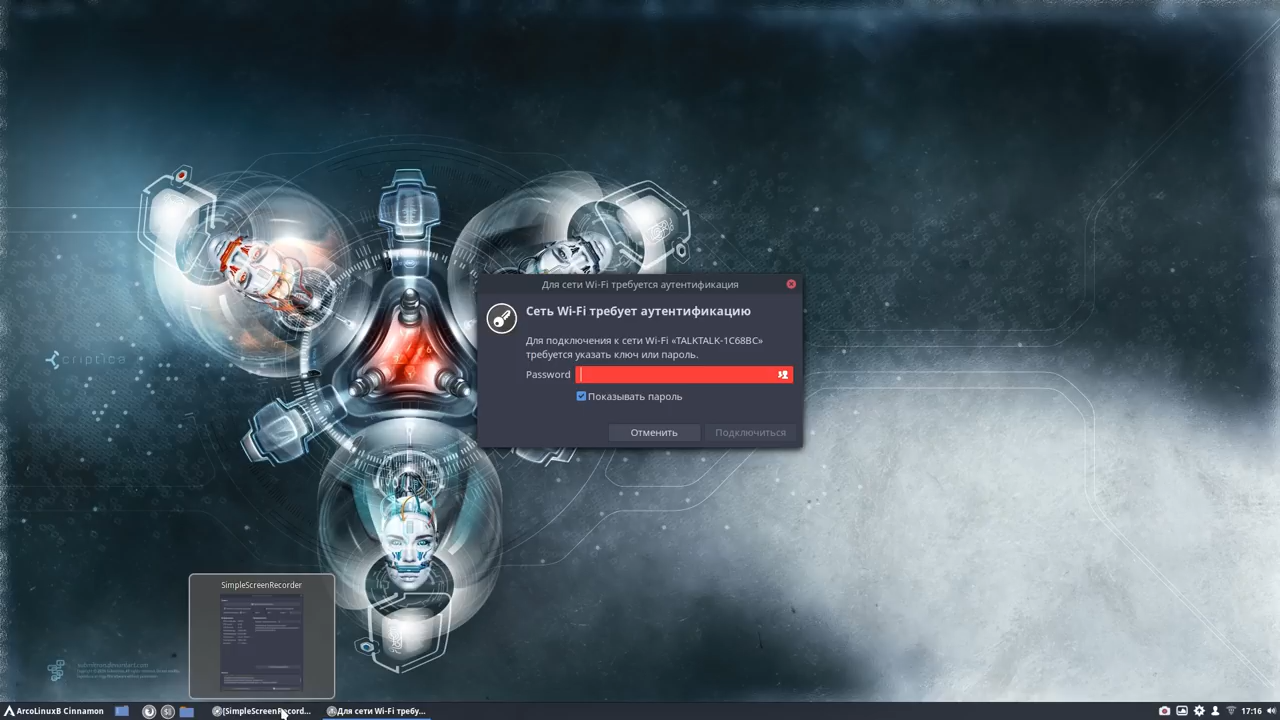 Для сети Wi-Fi требуется аутентификация
Сеть Wi-Fi требует аутентификацию
Для подключения к сети Wi-Fi «TALKTALK-1C68BC»
требуется указать ключ или пароль.
Password
Показывать пароль
Отменить
Подключиться
criptica
SimpleScreenRecorder
ArcoLinuxB Cinnamon
[SimpleScreenRecord...
Для сети Wi-Fi требу...
17:16